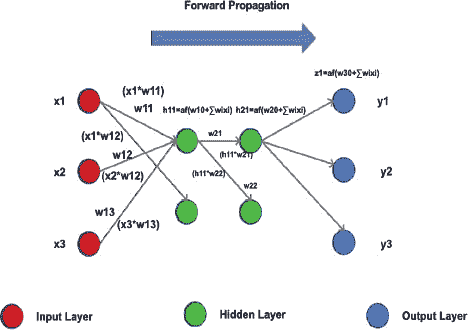 Forward Propagation
z1=af(w30+∑wixi)
x1
(x1*w11)
h11=af(w10+∑wixi)
h21=af(w20+∑wixi)
y1
w11
(x1*w12)
w21
w12
(h11*w21)
x2
(x2*w12)
(h11*w22)
y2
w22
w13
(x3*w13)
x3
y3
Input Layer
Hidden Layer
Output Layer